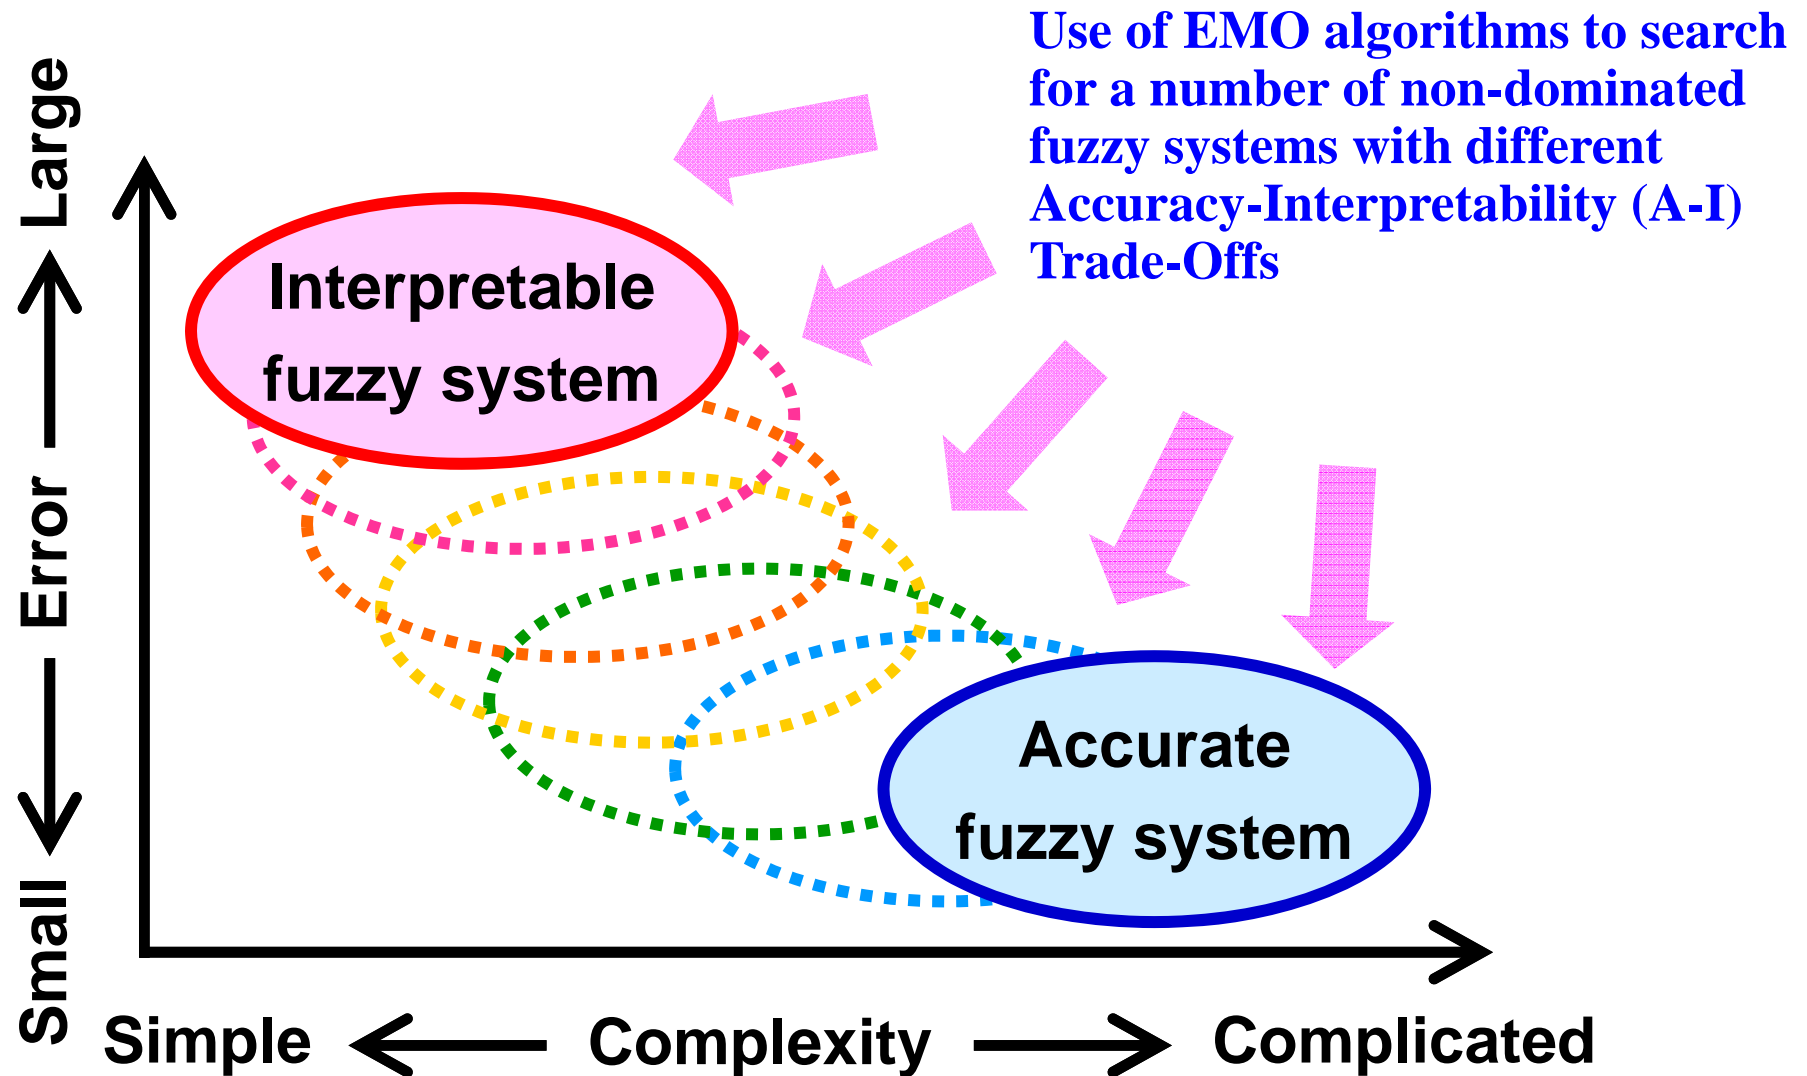 Use of EMO algorithms to search
for a number of non-dominated
fuzzy systems with different
Accuracy-Interpretability (A-I)
Trade-Offs
Large
Error
Small
Interpretable
fuzzy system
Accurate
fuzzy system
Simple
Complexity
Complicated